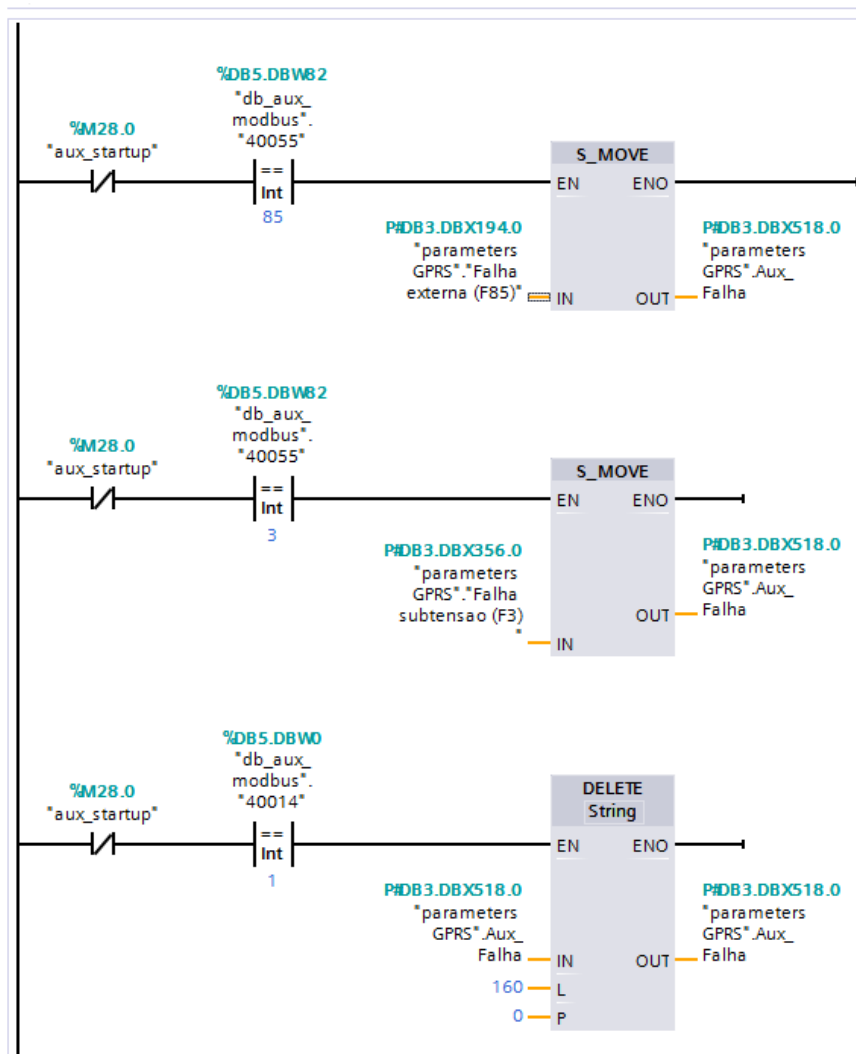 %DB5.DBW82
"db_aux_
modbus".
"40055"
%M28.0
"aux_startup"
==
Int
85
S_MOVE
EN ENO
P#DB3.DBX194.0
"parameters
GPRS"."Falha
externa (F85)"
IN
P#DB3.DBX518.0
"parameters
GPRS".Aux_
Falha
OUT
%DB5.DBW82
"db_aux_
modbus".
"40055"
%M28.0
"aux_startup"
==
Int
3
S_MOVE
EN ENO
P#DB3.DBX356.0
"parameters
GPRS"."Falha
subtensao (F3)
"
IN
P#DB3.DBX518.0
"parameters
GPRS".Aux_
Falha
OUT
%DB5.DBW0
"db_aux_
modbus".
"40014"
%M28.0
"aux_startup"
==
Int
1
DELETE
String
EN ENO
P#DB3.DBX518.0
"parameters
GPRS".Aux_
Falha
IN
160 L
0 P
P#DB3.DBX518.0
"parameters
GPRS".Aux_
Falha
OUT